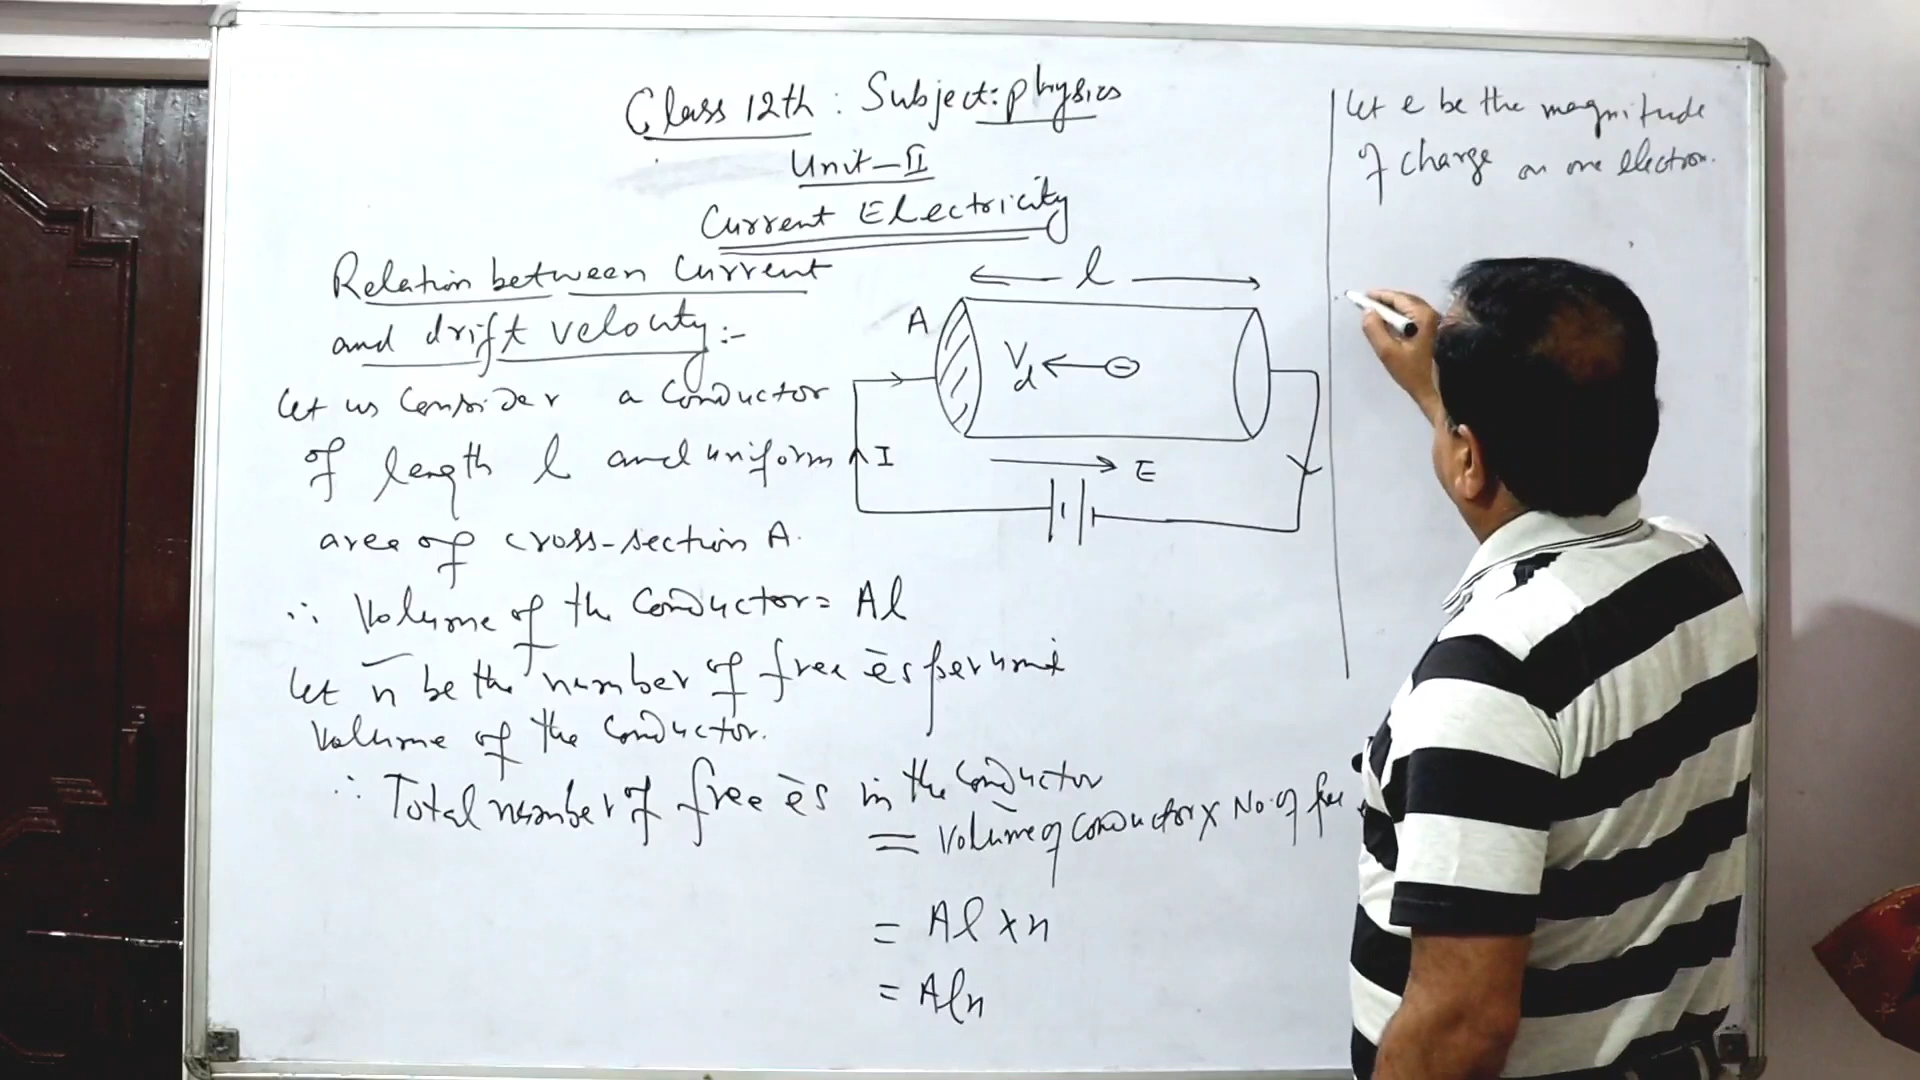 Class 12th : Subject: physics
Unit-II
Current Electricity
Relation between Current
and drift velocity:-
Let us Consider a Conductor
of length l and uniform
area of cross-section A.
∴ Volume of the Conductor = Al
Let n be the number of free ēs per unit
Volume of the Conductor.
∴ Total number of free ēs in the Conductor
= Volume of Conductor x No. of free
= Al x n
= Aln
l
A
Vd
-
I
E
Let e be the magnitude
of charge on one electron.